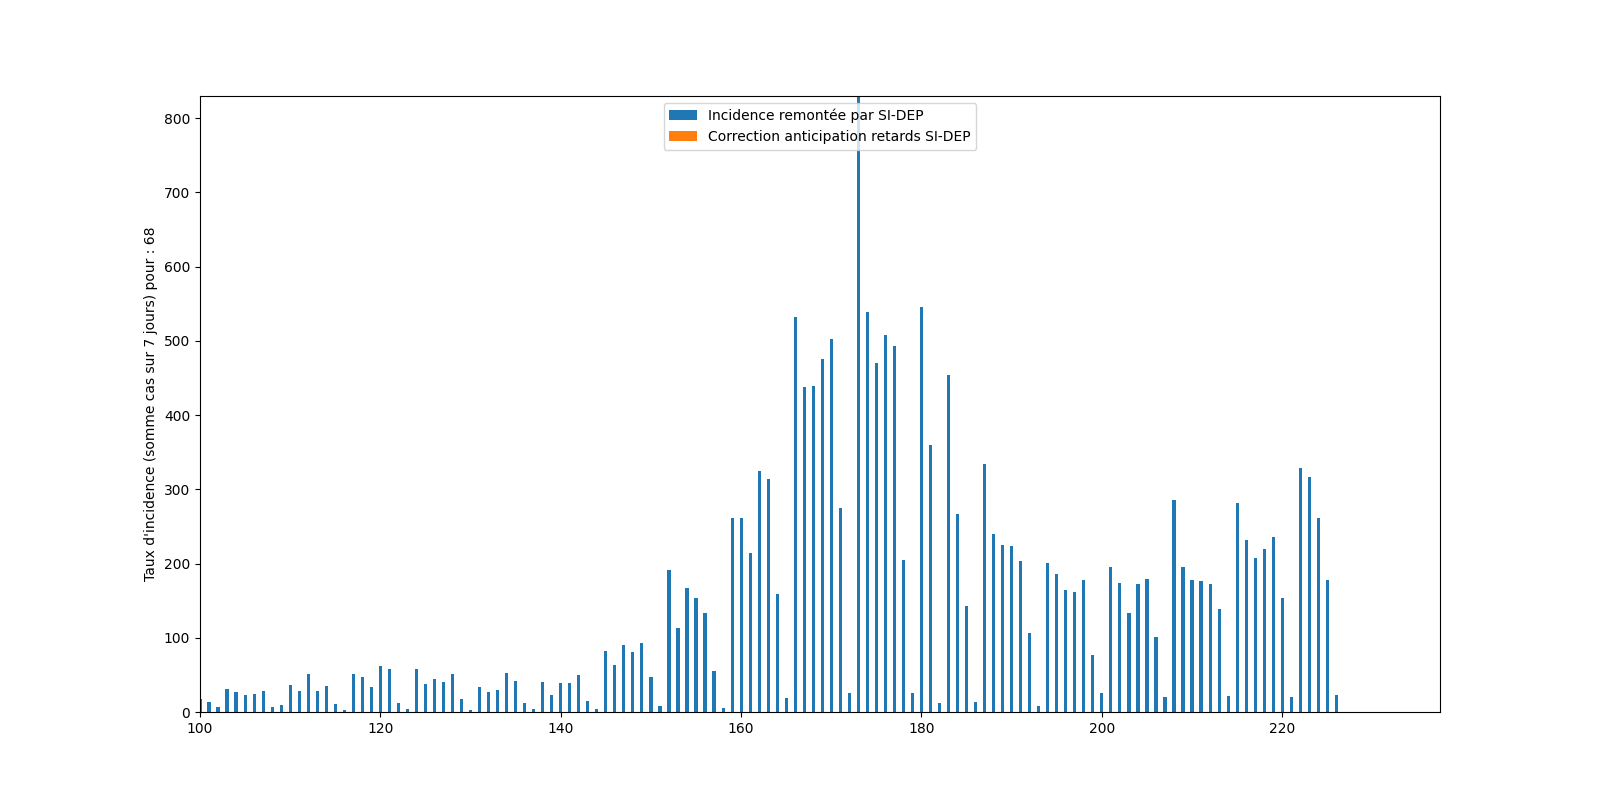 Incidence remontée par SI-DEP
Correction anticipation retards SI-DEP
Taux d'incidence (somme cas sur 7 jours) pour : 68
800
700
600
500
400
300
200
100
0
100 120 140 160 180 200 220